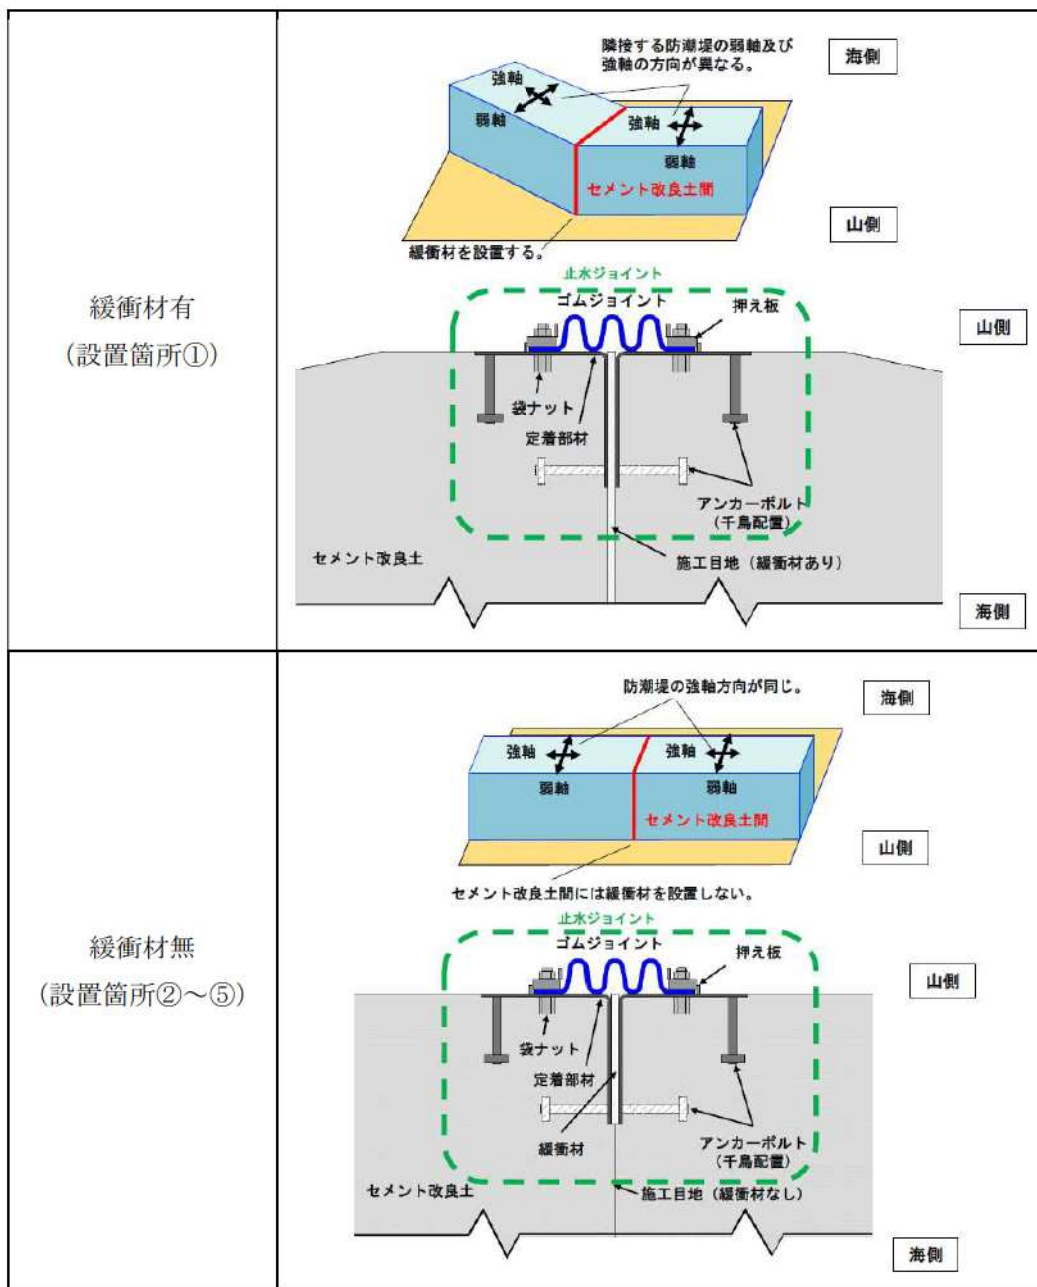 緩衝材有
(設置箇所①)
隣接する防潮堤の弱軸及び
強軸の方向が異なる。
海側
強軸
弱軸
強軸
弱軸
セメント改良土間
山側
緩衝材を設置する。
止水ジョイント
ゴムジョイント
押え板
山側
袋ナット
定着部材
アンカーボルト
(千鳥配置)
セメント改良土
施工目地（緩衝材あり）
海側
緩衝材無
(設置箇所②～⑤)
防潮堤の強軸方向が同じ。
海側
強軸
強軸
弱軸
弱軸
セメント改良土間
山側
セメント改良土間には緩衝材を設置しない。
止水ジョイント
ゴムジョイント
押え板
山側
袋ナット
定着部材
緩衝材
アンカーボルト
(千鳥配置)
セメント改良土
施工目地（緩衝材なし）
海側